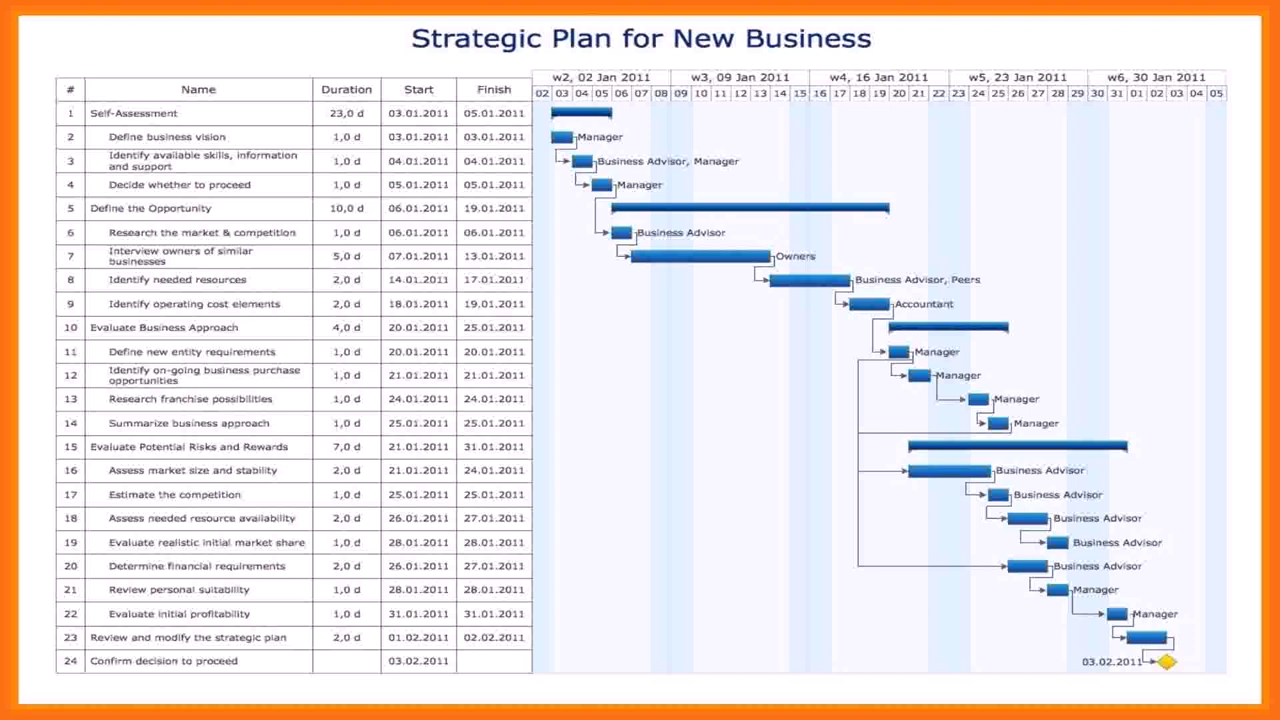 Strategic Plan for New Business
w2, 02 Jan 2011 w3, 09 Jan 2011 w4, 16 Jan 2011 w5, 23 Jan 2011 w6, 30 Jan 2011
# Name Duration Start Finish
02 03 04 05 06 07 08 09 10 11 12 13 14 15 16 17 18 19 20 21 22 23 24 25 26 27 28 29 30 31 01 02 03 04 05
1 Self-Assessment 23,0 d 03.01.2011 05.01.2011
2 Define business vision 1,0 d 03.01.2011 03.01.2011 Manager
3 Identify available skills, information
and support 1,0 d 04.01.2011 04.01.2011 Business Advisor, Manager
4 Decide whether to proceed 1,0 d 05.01.2011 05.01.2011 Manager
5 Define the Opportunity 10,0 d 06.01.2011 19.01.2011
6 Research the market & competition 1,0 d 06.01.2011 06.01.2011 Business Advisor
7 Interview owners of similar
businesses 5,0 d 07.01.2011 13.01.2011 Owners
8 Identify needed resources 2,0 d 14.01.2011 17.01.2011 Business Advisor, Peers
9 Identify operating cost elements 2,0 d 18.01.2011 19.01.2011 Accountant
10 Evaluate Business Approach 4,0 d 20.01.2011 25.01.2011
11 Define new entity requirements 1,0 d 20.01.2011 20.01.2011 Manager
12 Identify on-going business purchase
opportunities 1,0 d 21.01.2011 21.01.2011 Manager
13 Research franchise possibilities 1,0 d 24.01.2011 24.01.2011 Manager
14 Summarize business approach 1,0 d 25.01.2011 25.01.2011 Manager
15 Evaluate Potential Risks and Rewards 7,0 d 21.01.2011 31.01.2011
16 Assess market size and stability 2,0 d 21.01.2011 24.01.2011 Business Advisor
17 Estimate the competition 1,0 d 25.01.2011 25.01.2011 Business Advisor
18 Assess needed resource availability 2,0 d 26.01.2011 27.01.2011 Business Advisor
19 Evaluate realistic initial market share 1,0 d 28.01.2011 28.01.2011 Business Advisor
20 Determine financial requirements 2,0 d 26.01.2011 27.01.2011 Business Advisor
21 Review personal suitability 1,0 d 28.01.2011 28.01.2011 Manager
22 Evaluate initial profitability 1,0 d 31.01.2011 31.01.2011 Manager
23 Review and modify the strategic plan 2,0 d 01.02.2011 02.02.2011
24 Confirm decision to proceed 03.02.2011 03.02.2011